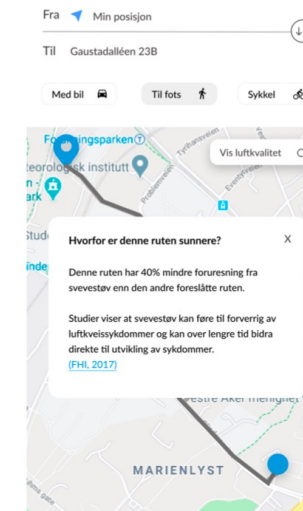 Fra Min posisjon
Til Gaustadalléen 23B
Med bil
Til fots
Sykkel
Vis luftkvalitet
Hvorfor er denne ruten sunnere? X
Denne ruten har 40% mindre foruresning fra
svevestøv enn den andre foreslåtte ruten.
Studier viser at svevestøv kan føre til forverrig av
luftkveissykdommer og kan over lengre tid bidra
direkte til utvikling av sykdommer.
(FHI, 2017)
MARIENLYST